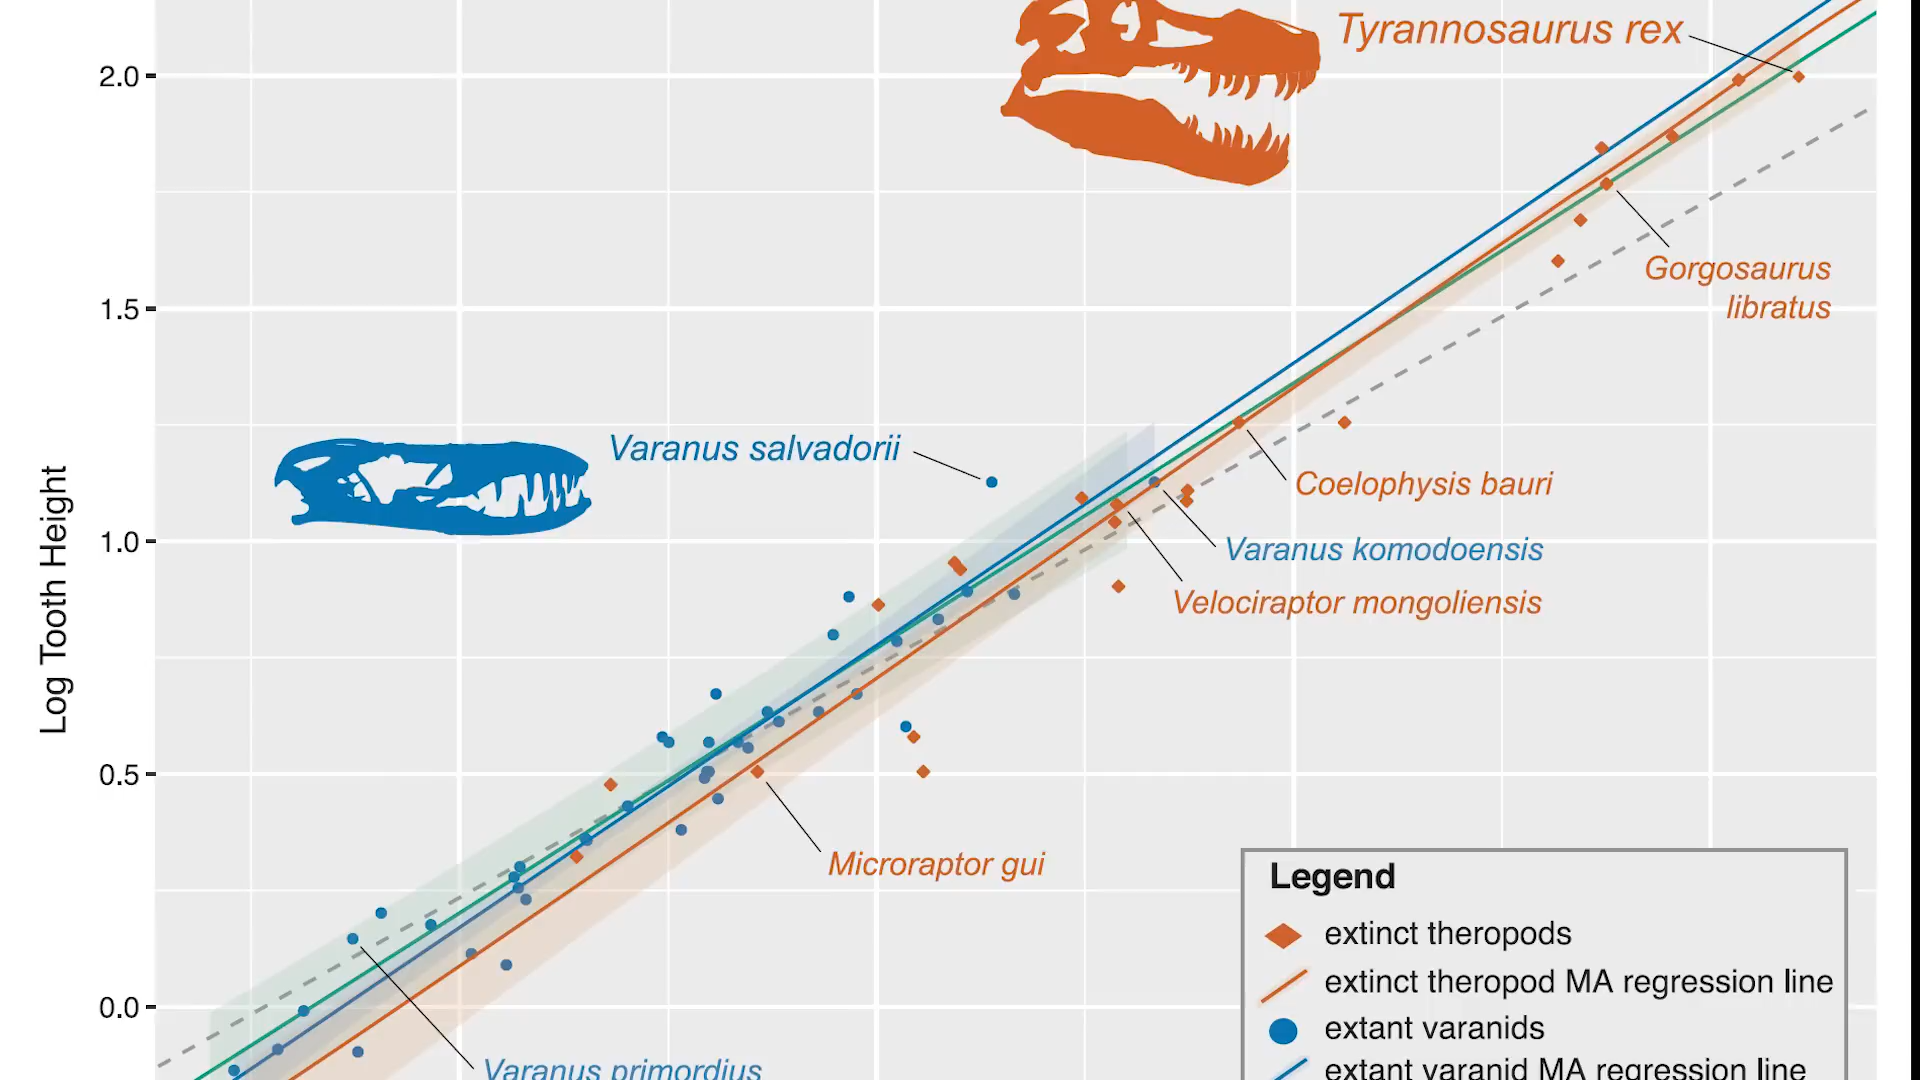 Tyrannosaurus rex
2.0
Gorgosaurus
libratus
1.5
Varanus salvadorii
Coelophysis bauri
Log Tooth Height
1.0
Varanus komodoensis
Velociraptor mongoliensis
0.5
Microraptor gui
Legend
extinct theropods
extinct theropod MA regression line
0.0
extant varanids
Varanus primordius
extant varanid MA regression line